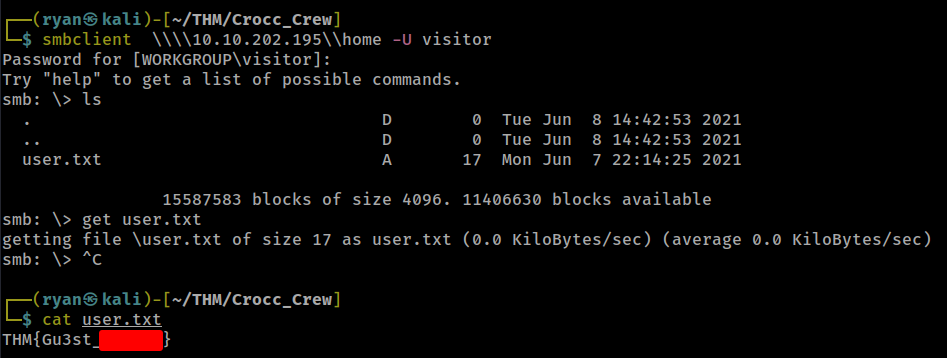 ┌──(ryan㉿kali)-[~/THM/Crocc_Crew]
└─$ smbclient  \\\\10.10.202.195\\home -U visitor
Password for [WORKGROUP\visitor]:
Try "help" to get a list of possible commands.
smb: \> ls
  .                                   D        0  Tue Jun  8 14:42:53 2021
  ..                                  D        0  Tue Jun  8 14:42:53 2021
  user.txt                            A       17  Mon Jun  7 22:14:25 2021
                15587583 blocks of size 4096. 11406630 blocks available
smb: \> get user.txt
getting file \user.txt of size 17 as user.txt (0.0 KiloBytes/sec) (average 0.0 KiloBytes/sec)
smb: \> ^C
┌──(ryan㉿kali)-[~/THM/Crocc_Crew]
└─$ cat user.txt
THM{Gu3st_}